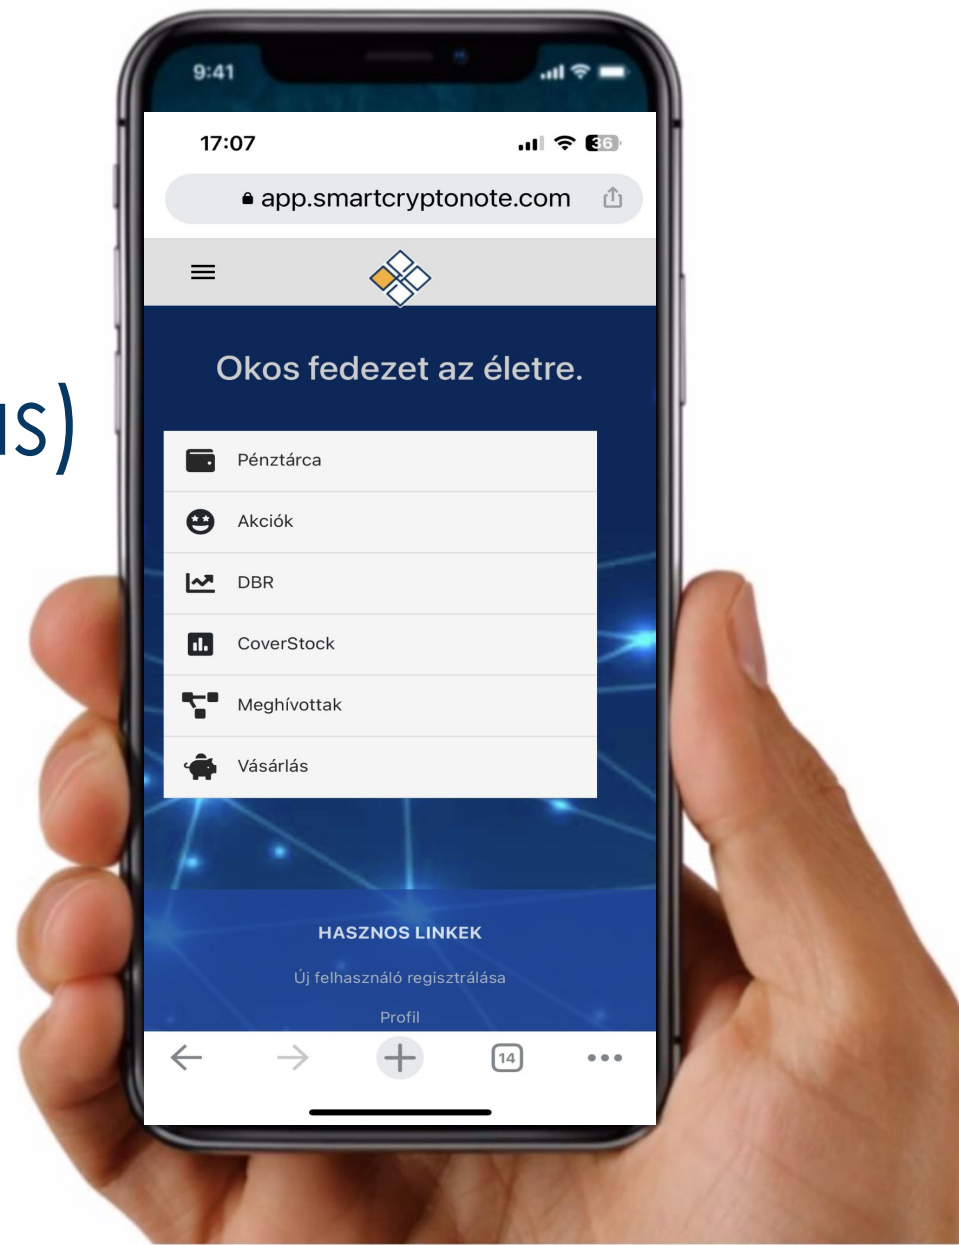 9:41
17:07
36
app.smartcryptonote.com
Okos fedezet az életre.
us)
Pénztárca
Akciók
DBR
CoverStock
Meghívottak
Vásárlás
HASZNOS LINKEK
Új felhasználó regisztrálása
Profil
14